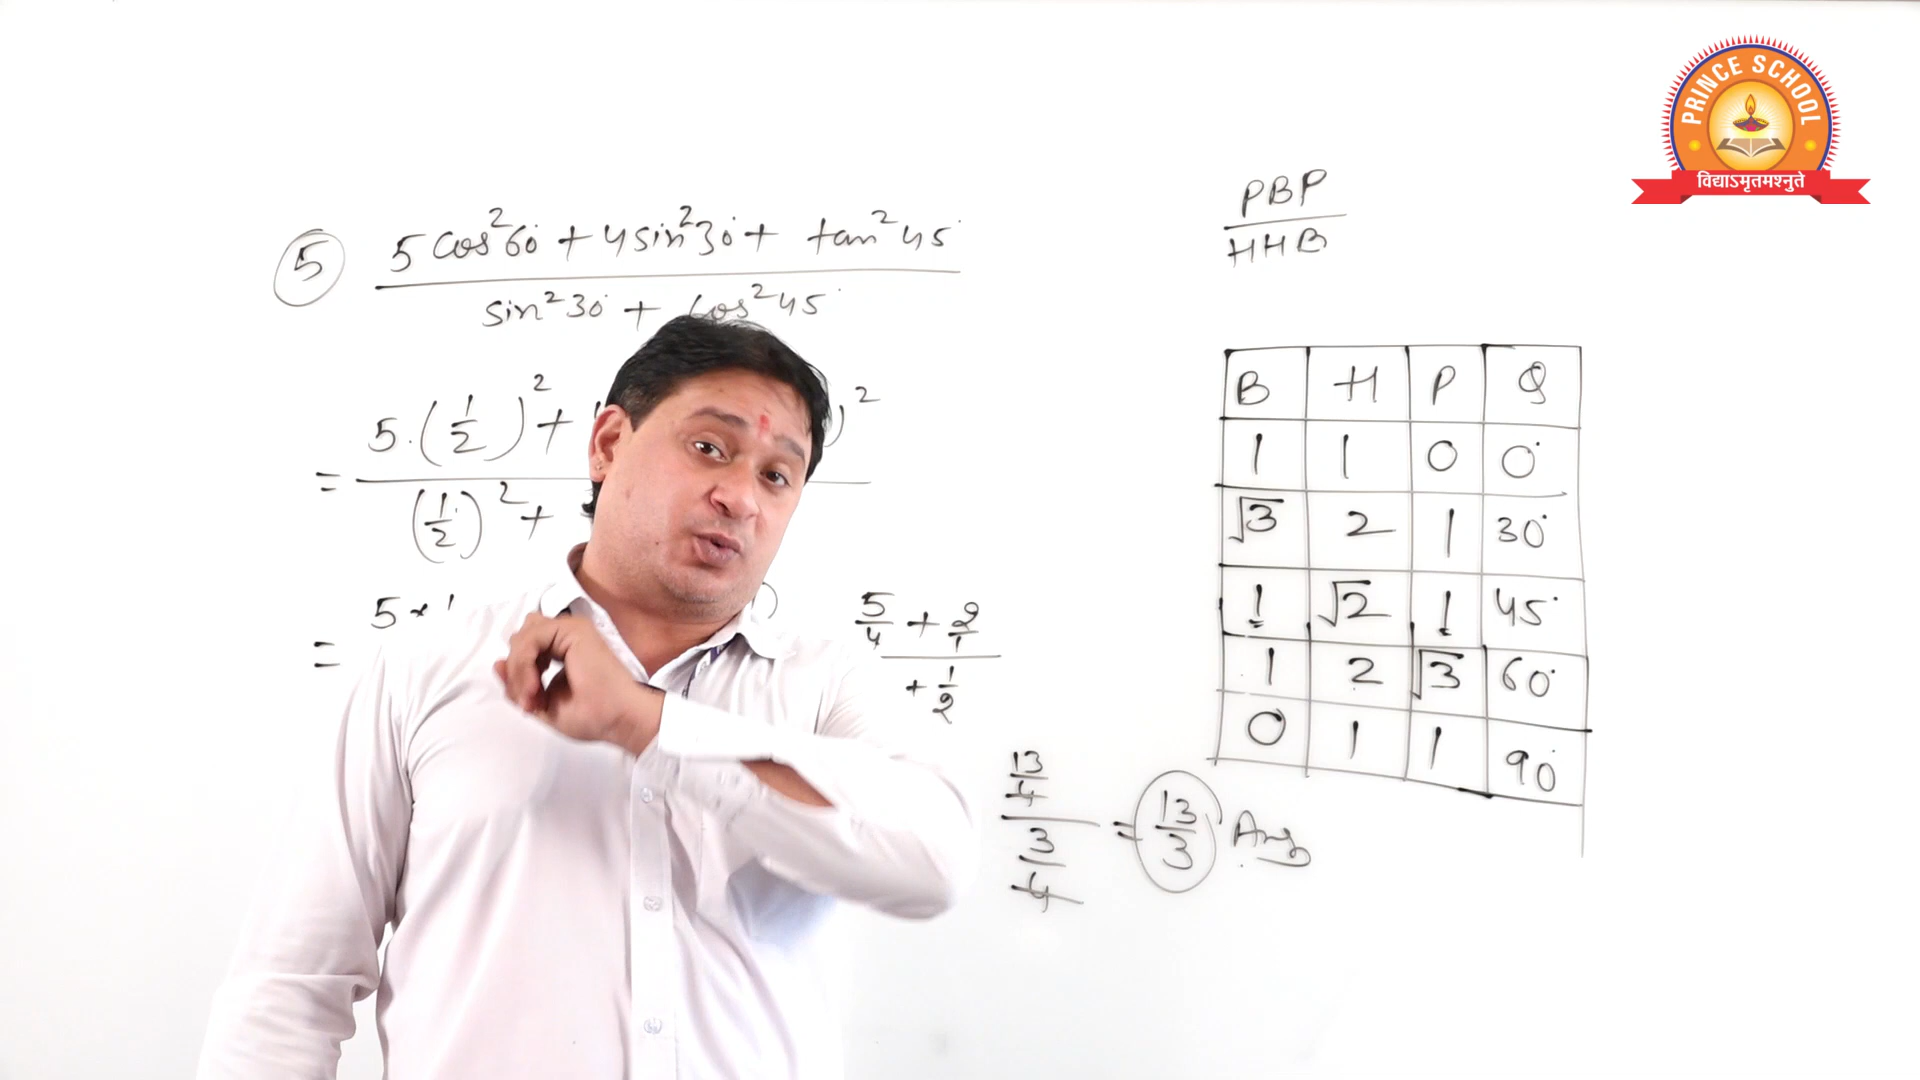 PRINCE SCHOOL
विद्याऽमृतमश्नुते
PBP
HHB
5 5 cos²60° + 4 sin²30° + tan²45°
sin²30° + cos²45°
5.(1/2)² + )²
= (1/2)² +
5 × 1 5/4 + 2/1
= + 1/2
13/4
3/4 = 13/3 Ans
B H P Q
1 1 0 0°
√3 2 1 30°
1 √2 1 45°
1 2 √3 60°
0 1 1 90°